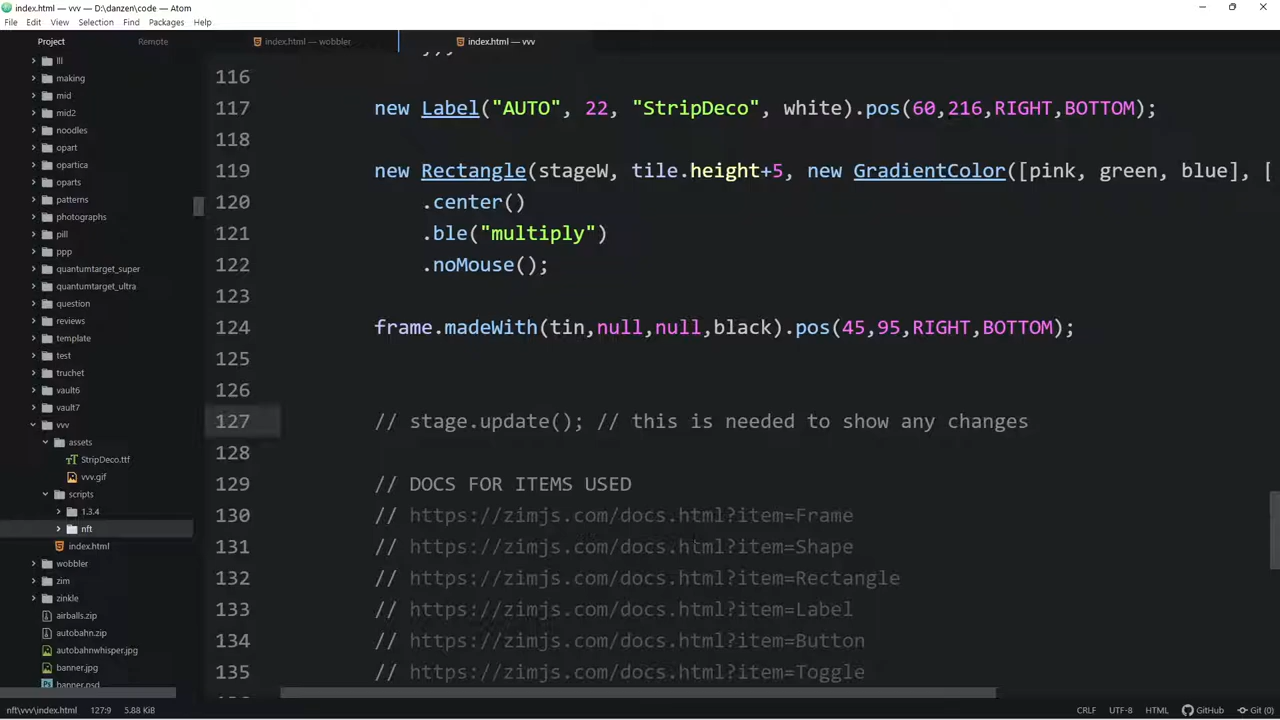 index.html — vvv — D:\danzen\code — Atom
File Edit View Selection Find Packages Help
Project Remote
index.html — wobbler
index.html — vvv
lll
making
mid
mid2
noodles
opart
opartica
oparts
patterns
photographs
pill
ppp
quantumtarget_super
quantumtarget_ultra
question
reviews
template
test
truchet
vault6
vault7
vvv
assets
StripDeco.ttf
vvv.gif
scripts
1.3.4
nft
index.html
wobbler
zim
zinkle
airballs.zip
autobahn.zip
autobahnwhisper.jpg
banner.jpg
banner.psd
116
117 new Label("AUTO", 22, "StripDeco", white).pos(60,216,RIGHT,BOTTOM);
118
119 new Rectangle(stageW, tile.height+5, new GradientColor([pink, green, blue], [
120 .center()
121 .ble("multiply")
122 .noMouse();
123
124 frame.madeWith(tin,null,null,black).pos(45,95,RIGHT,BOTTOM);
125
126
127 // stage.update(); // this is needed to show any changes
128
129 // DOCS FOR ITEMS USED
130 // https://zimjs.com/docs.html?item=Frame
131 // https://zimjs.com/docs.html?item=Shape
132 // https://zimjs.com/docs.html?item=Rectangle
133 // https://zimjs.com/docs.html?item=Label
134 // https://zimjs.com/docs.html?item=Button
135 // https://zimjs.com/docs.html?item=Toggle
nft\vvv\index.html 127:9 5.88 KiB CRLF UTF-8 HTML GitHub Git (0)